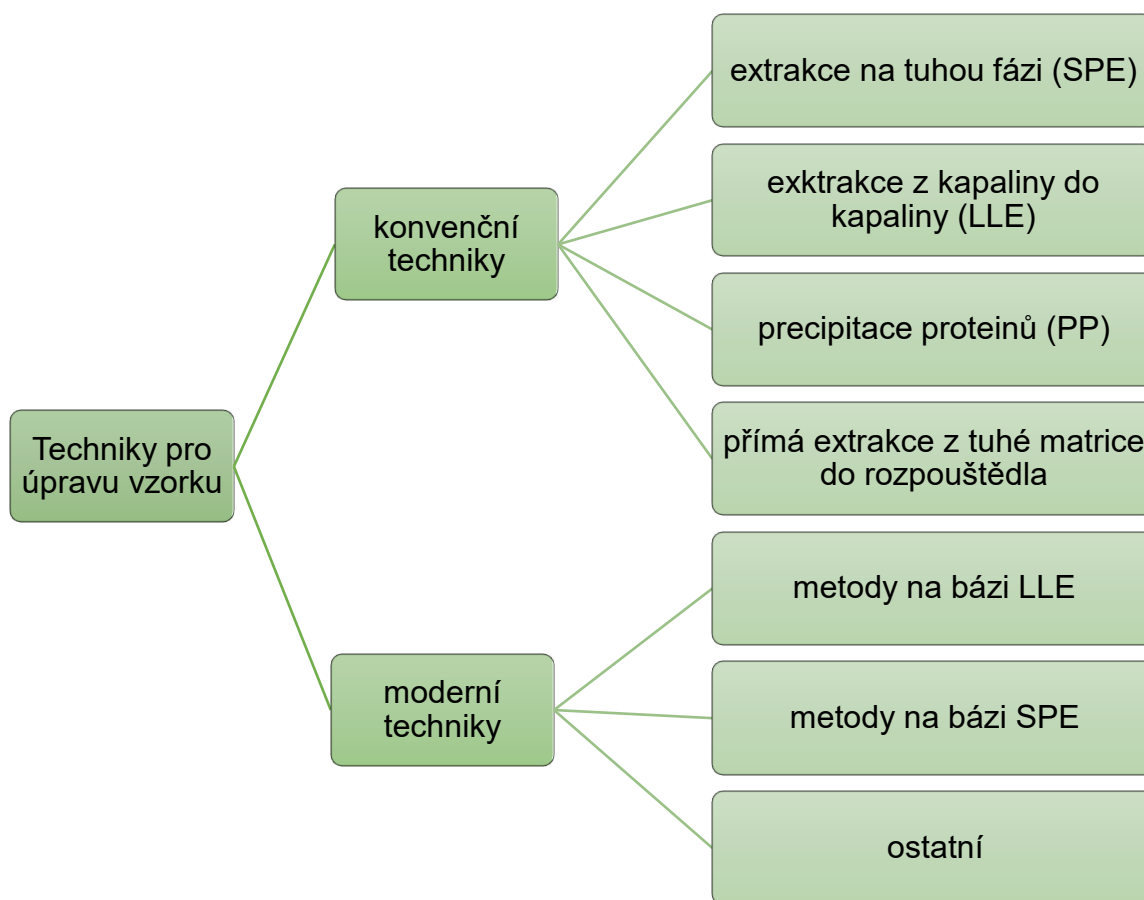 Techniky pro
úpravu vzorku
konvenční
techniky
extrakce na tuhou fázi (SPE)
exktrakce z kapaliny do
kapaliny (LLE)
precipitace proteinů (PP)
přímá extrakce z tuhé matrice
do rozpouštědla
moderní
techniky
metody na bázi LLE
metody na bázi SPE
ostatní